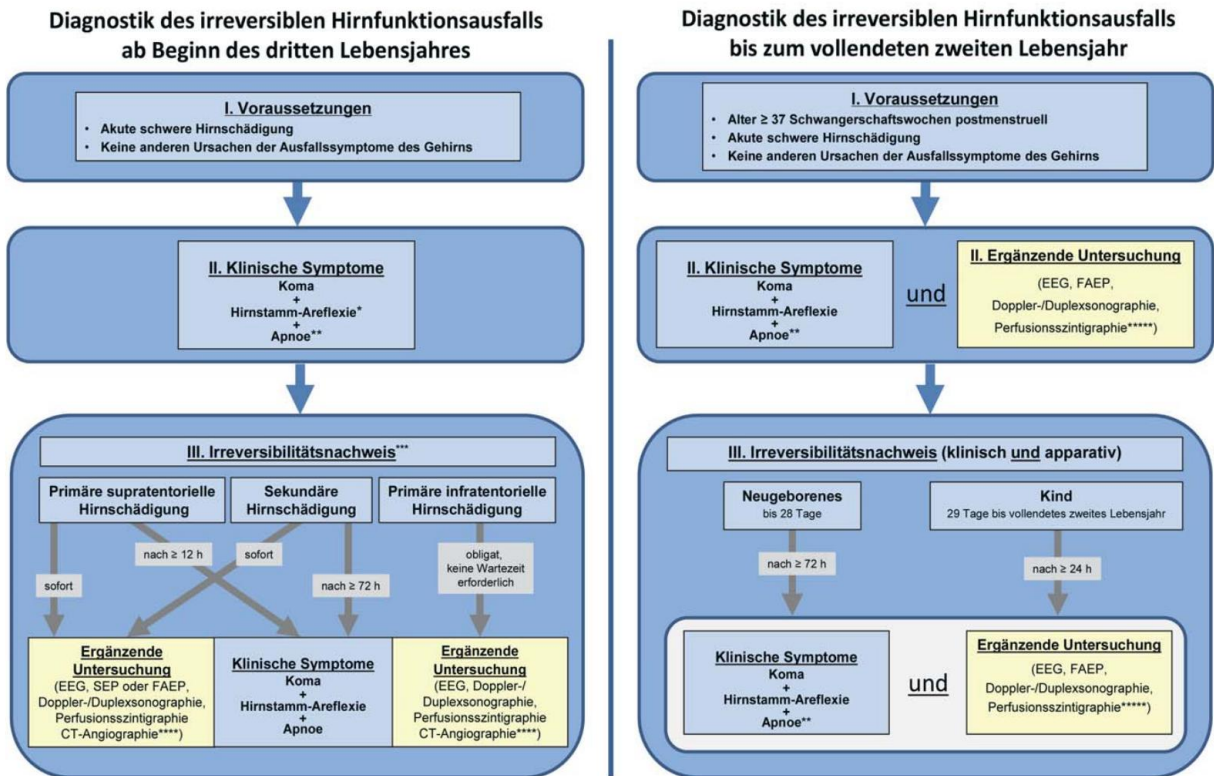 Diagnostik des irreversiblen Hirnfunktionsausfalls
ab Beginn des dritten Lebensjahres
I. Voraussetzungen
• Akute schwere Hirnschädigung
• Keine anderen Ursachen der Ausfallssymptome des Gehirns
II. Klinische Symptome
Koma
+
Hirnstamm-Areflexie*
+
Apnoe**
III. Irreversibilitätsnachweis***
Primäre supratentorielle
Hirnschädigung
Sekundäre
Hirnschädigung
Primäre infratentorielle
Hirnschädigung
sofort
nach ≥ 12 h
sofort
nach ≥ 72 h
obligat,
keine Wartezeit
erforderlich
Ergänzende
Untersuchung
(EEG, SEP oder FAEP,
Doppler-/Duplexsonographie,
Perfusionsszintigraphie
CT-Angiographie****)
Klinische Symptome
Koma
+
Hirnstamm-Areflexie
+
Apnoe
Ergänzende
Untersuchung
(EEG, Doppler-/
Duplexsonographie,
Perfusionsszintigraphie
CT-Angiographie****)
Diagnostik des irreversiblen Hirnfunktionsausfalls
bis zum vollendeten zweiten Lebensjahr
I. Voraussetzungen
• Alter ≥ 37 Schwangerschaftswochen postmenstruell
• Akute schwere Hirnschädigung
• Keine anderen Ursachen der Ausfallssymptome des Gehirns
II. Klinische Symptome
Koma
+
Hirnstamm-Areflexie
+
Apnoe**
und
II. Ergänzende Untersuchung
(EEG, FAEP,
Doppler-/Duplexsonographie,
Perfusionsszintigraphie*****)
III. Irreversibilitätsnachweis (klinisch und apparativ)
Neugeborenes
bis 28 Tage
Kind
29 Tage bis vollendetes zweites Lebensjahr
nach ≥ 72 h
nach ≥ 24 h
Klinische Symptome
Koma
+
Hirnstamm-Areflexie
+
Apnoe**
und
Ergänzende Untersuchung
(EEG, FAEP,
Doppler-/Duplexsonographie,
Perfusionsszintigraphie*****)